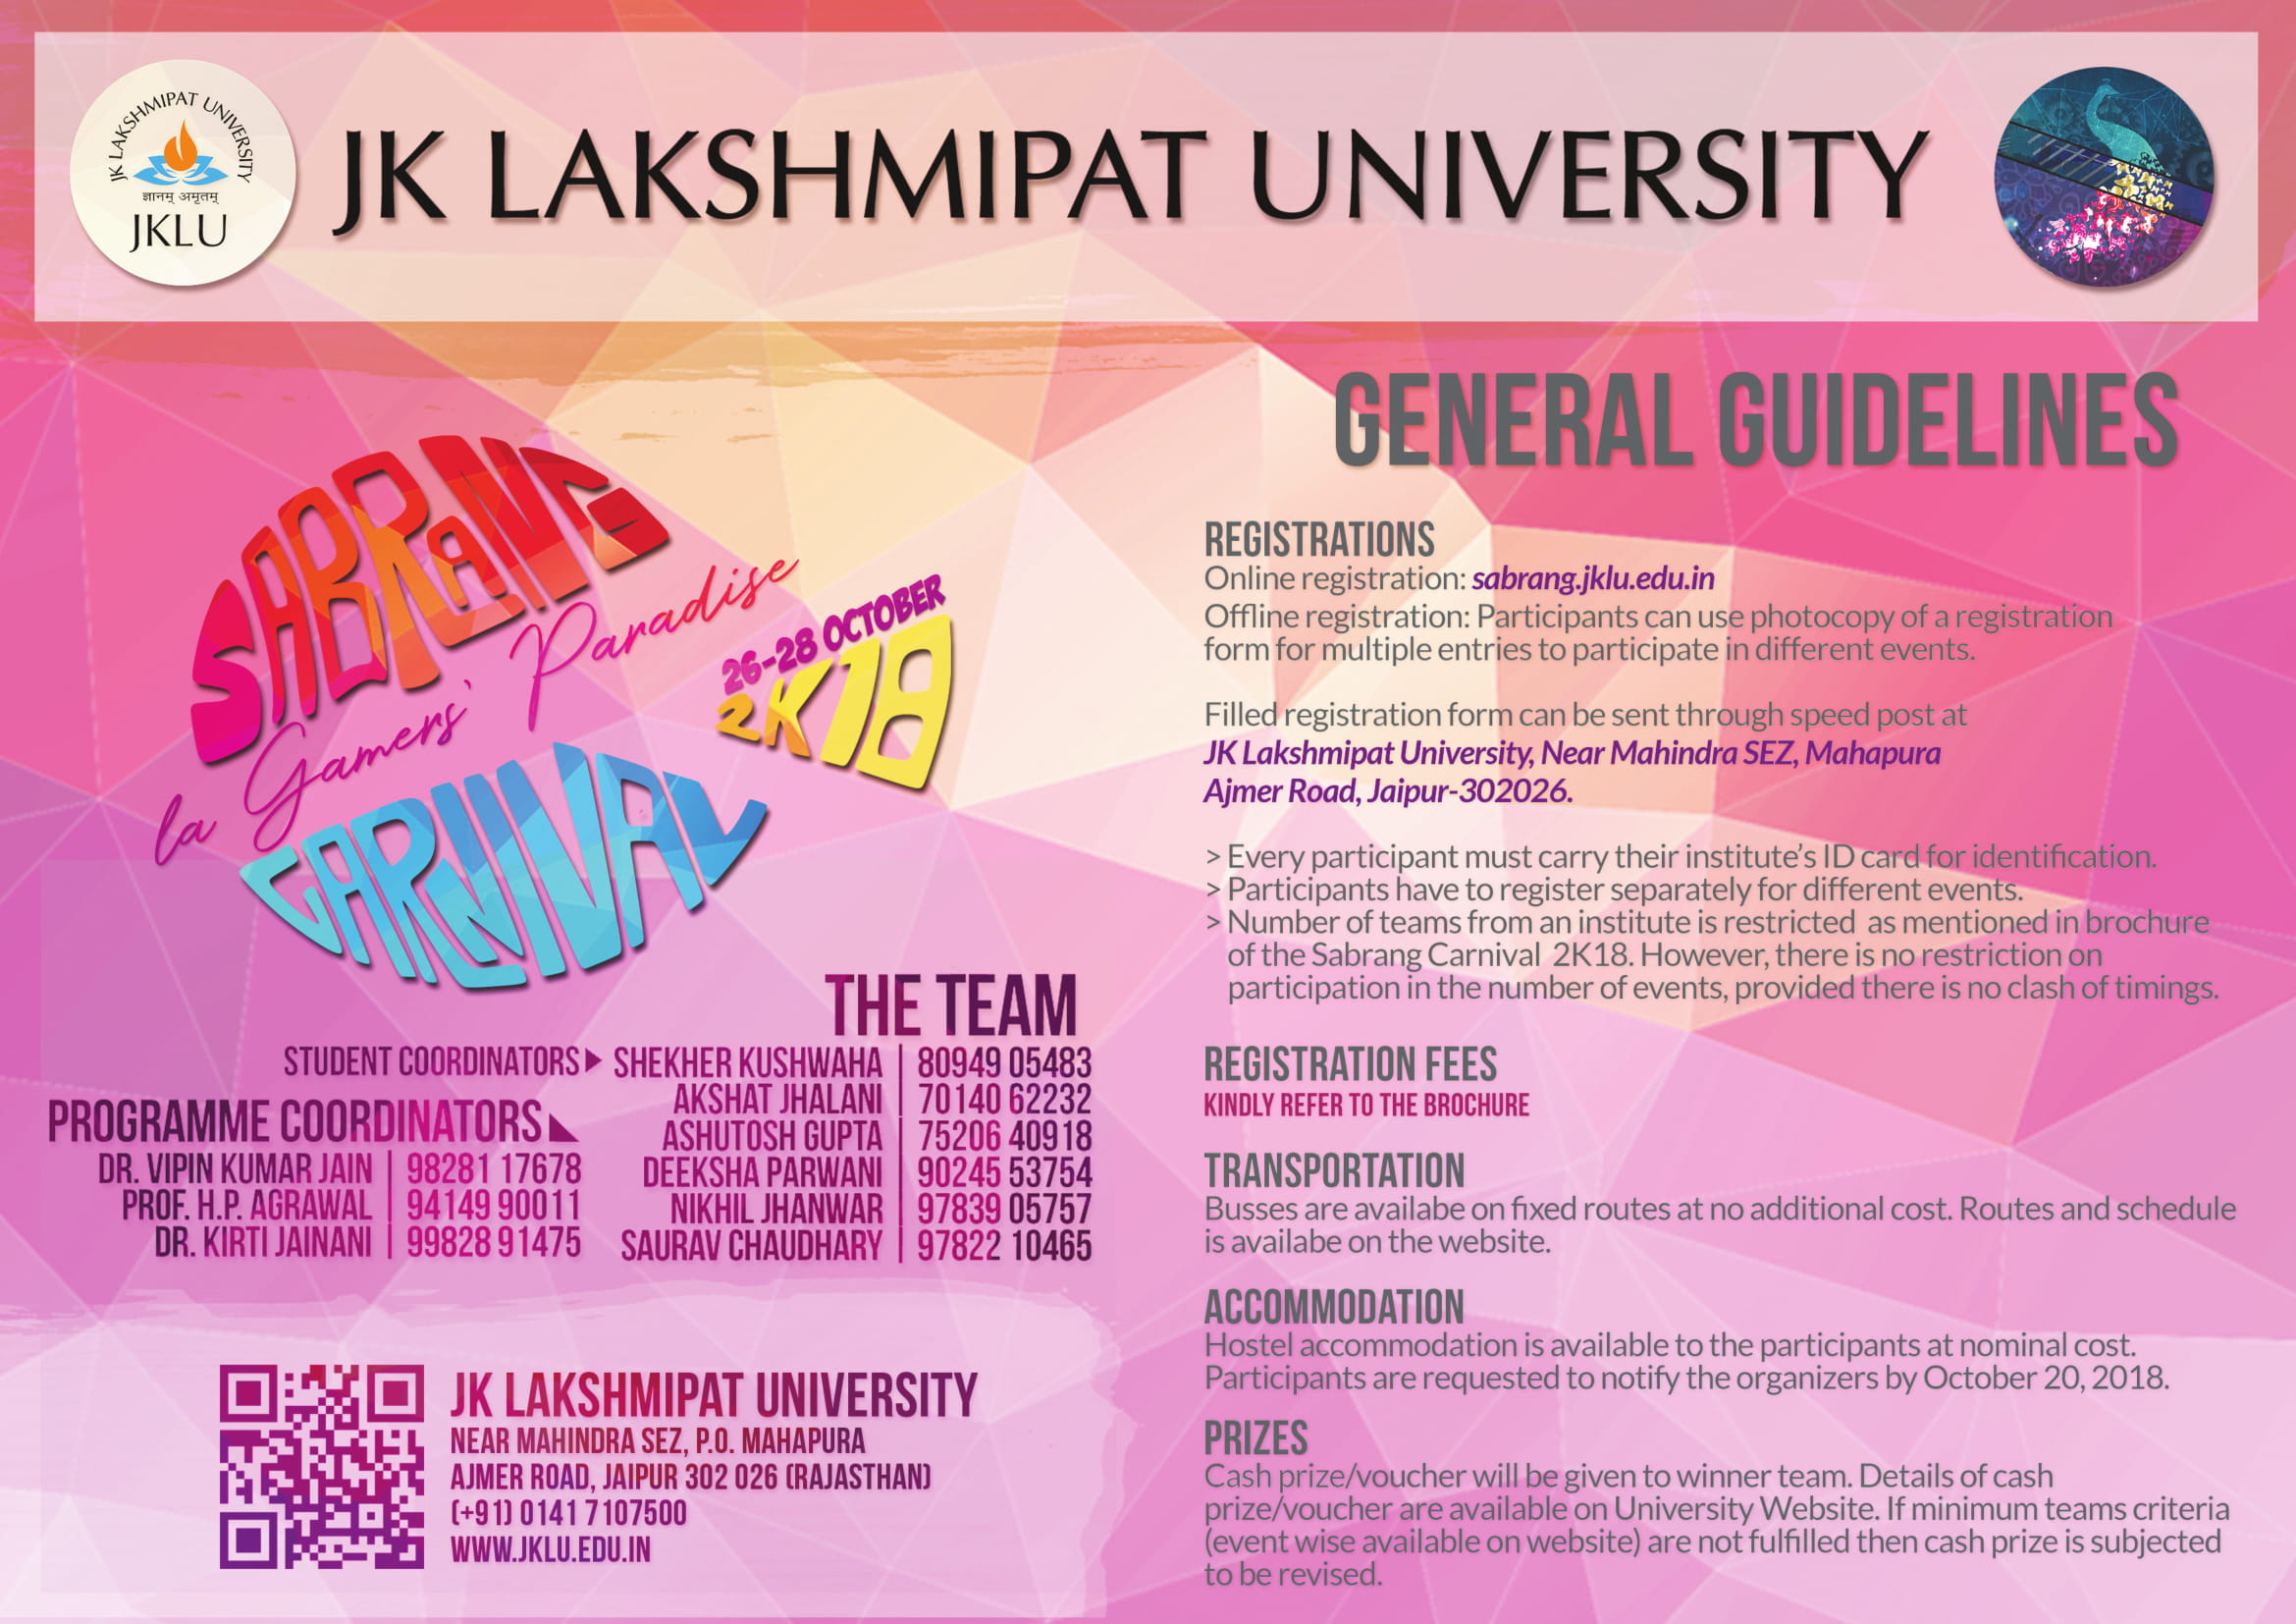 JK LAKSHMIPAT UNIVERSITY
ज्ञानम् अमृतम्
JKLU
JK LAKSHMIPAT UNIVERSITY
SABRANG
la Gamers' Paradise
CARNIVAL
26-28 OCTOBER
2K18
THE TEAM
STUDENT COORDINATORS
SHEKHER KUSHWAHA | 80949 05483
AKSHAT JHALANI | 70140 62232
ASHUTOSH GUPTA | 75206 40918
DEEKSHA PARWANI | 90245 53754
NIKHIL JHANWAR | 97839 05757
SAURAV CHAUDHARY | 97822 10465
PROGRAMME COORDINATORS
DR. VIPIN KUMAR JAIN | 98281 17678
PROF. H.P. AGRAWAL | 94149 90011
DR. KIRTI JAINANI | 99828 91475
JK LAKSHMIPAT UNIVERSITY
NEAR MAHINDRA SEZ, P.O. MAHAPURA
AJMER ROAD, JAIPUR 302 026 (RAJASTHAN)
(+91) 0141 7107500
WWW.JKLU.EDU.IN
GENERAL GUIDELINES
REGISTRATIONS
Online registration: sabrang.jklu.edu.in
Offline registration: Participants can use photocopy of a registration
form for multiple entries to participate in different events.
Filled registration form can be sent through speed post at
JK Lakshmipat University, Near Mahindra SEZ, Mahapura
Ajmer Road, Jaipur-302026.
> Every participant must carry their institute's ID card for identification.
> Participants have to register separately for different events.
> Number of teams from an institute is restricted as mentioned in brochure
of the Sabrang Carnival 2K18. However, there is no restriction on
participation in the number of events, provided there is no clash of timings.
REGISTRATION FEES
KINDLY REFER TO THE BROCHURE
TRANSPORTATION
Busses are availabe on fixed routes at no additional cost. Routes and schedule
is availabe on the website.
ACCOMMODATION
Hostel accommodation is available to the participants at nominal cost.
Participants are requested to notify the organizers by October 20, 2018.
PRIZES
Cash prize/voucher will be given to winner team. Details of cash
prize/voucher are available on University Website. If minimum teams criteria
(event wise available on website) are not fulfilled then cash prize is subjected
to be revised.